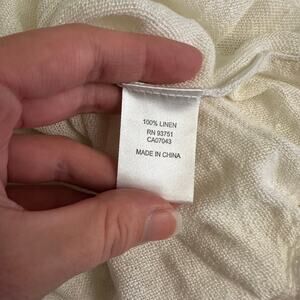 100% LINEN
RN 93751
CA07043
MADE IN CHINA